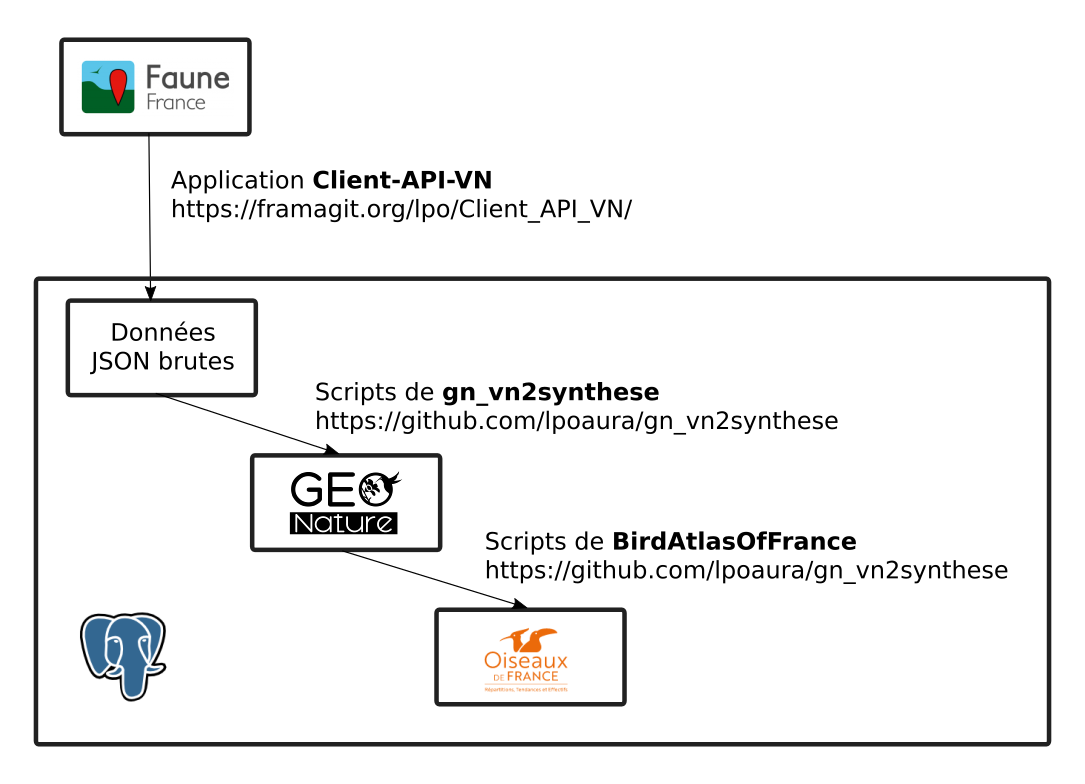 Faune
France
Application Client-API-VN
https://framagit.org/lpo/Client_API_VN/
Données
JSON brutes
Scripts de gn_vn2synthese
https://github.com/lpoaura/gn_vn2synthese
GEO
Nature
Scripts de BirdAtlasOfFrance
https://github.com/lpoaura/gn_vn2synthese
Oiseaux
DE FRANCE
Répartitions, Tendances et Effectifs